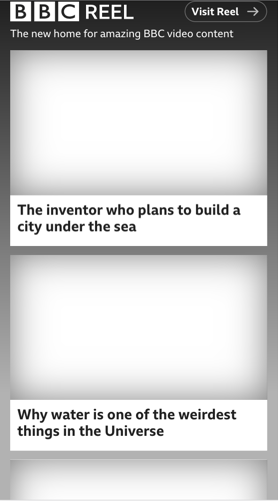 BBC REEL
Visit Reel →
The new home for amazing BBC video content
The inventor who plans to build a
city under the sea
Why water is one of the weirdest
things in the Universe